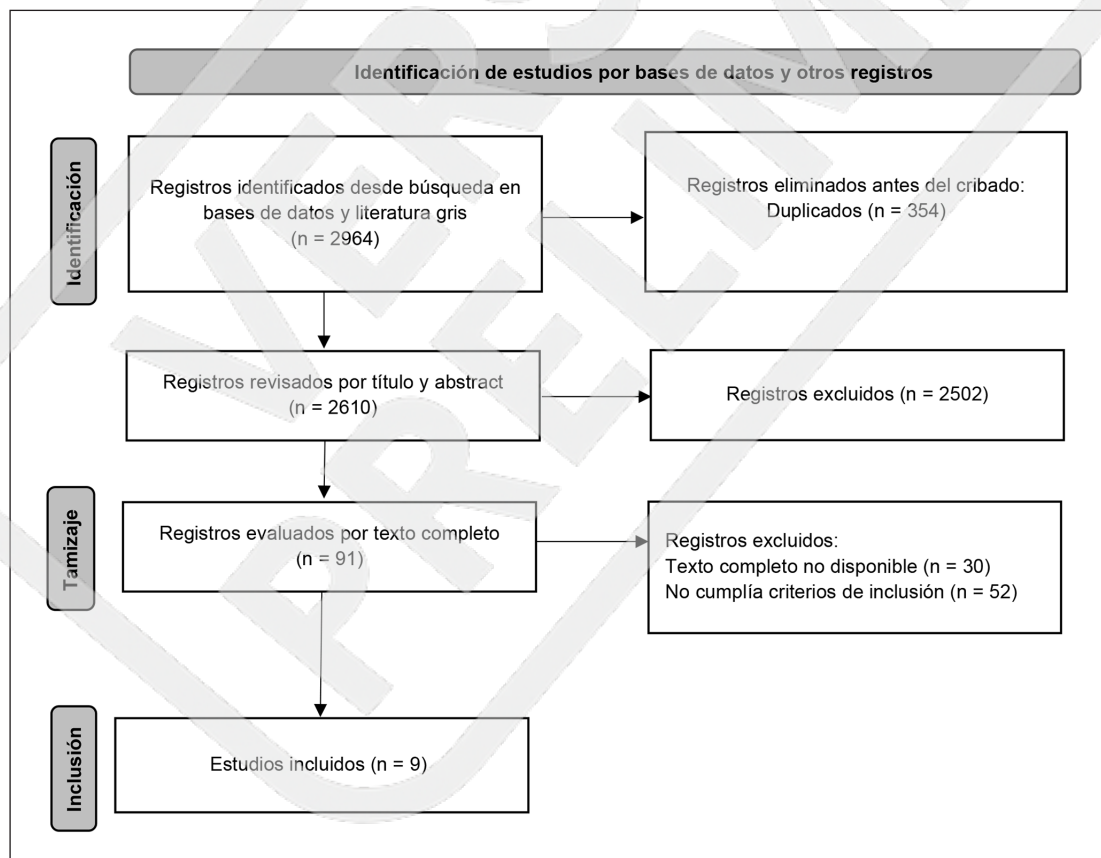 Identificación de estudios por bases de datos y otros registros
Identificación
Registros identificados desde búsqueda en
bases de datos y literatura gris
(n = 2964)
Registros eliminados antes del cribado:
Duplicados (n = 354)
Registros revisados por título y abstract
(n = 2610)
Registros excluidos (n = 2502)
Tamizaje
Registros evaluados por texto completo
(n = 91)
Registros excluidos:
Texto completo no disponible (n = 30)
No cumplía criterios de inclusión (n = 52)
Inclusión
Estudios incluidos (n = 9)
VERS
PRELIM